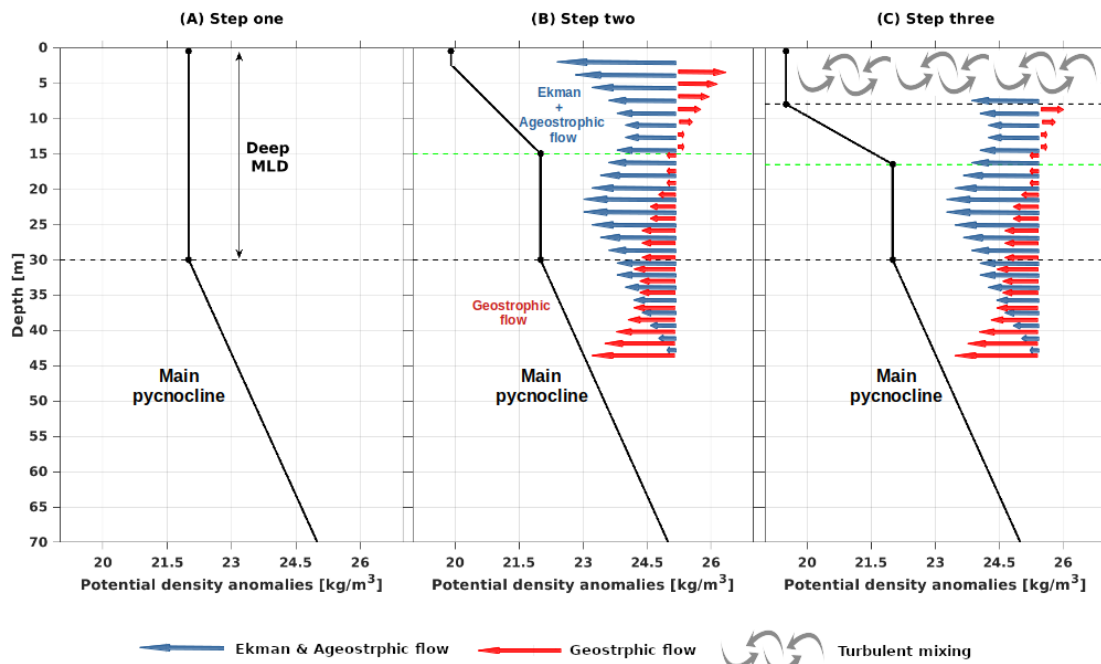 (A) Step one
(B) Step two
(C) Step three
0
5
10
15
20
25
30
35
40
45
50
55
60
65
70
Depth [m]
Deep
MLD
Main
pycnocline
Ekman
+
Ageostrophic
flow
Geostrophic
flow
Main
pycnocline
Main
pycnocline
20 21.5 23 24.5 26
20 21.5 23 24.5 26
20 21.5 23 24.5 26
Potential density anomalies [kg/m³]
Potential density anomalies [kg/m³]
Potential density anomalies [kg/m³]
Ekman & Ageostrphic flow
Geostrphic flow
Turbulent mixing